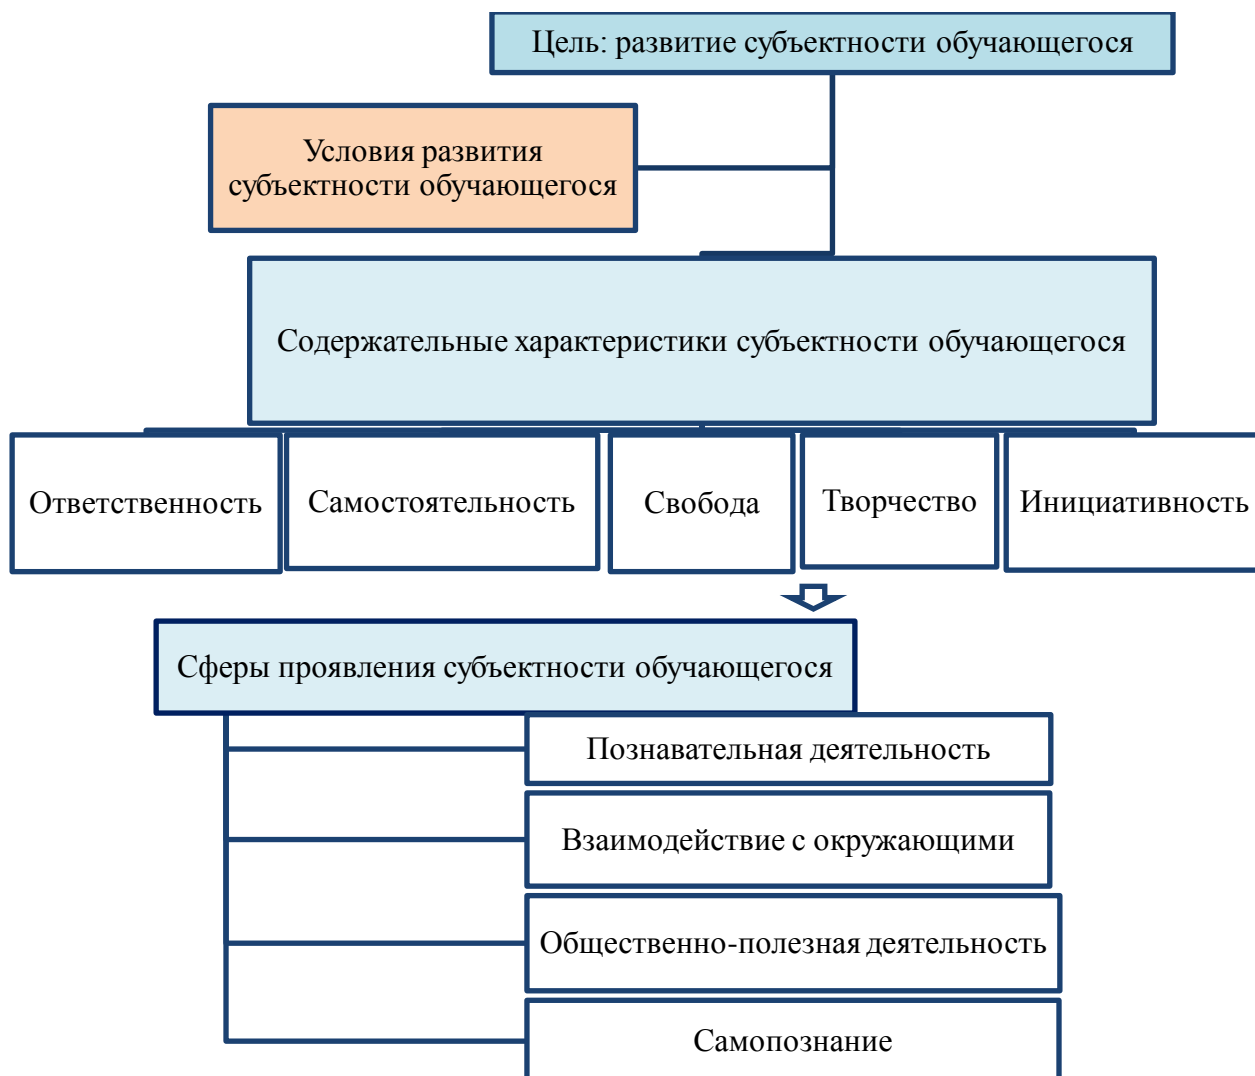 Цель: развитие субъектности обучающегося
Условия развития
субъектности обучающегося
Содержательные характеристики субъектности обучающегося
Ответственность
Самостоятельность
Свобода
Творчество
Инициативность
Сферы проявления субъектности обучающегося
Познавательная деятельность
Взаимодействие с окружающими
Общественно-полезная деятельность
Самопознание